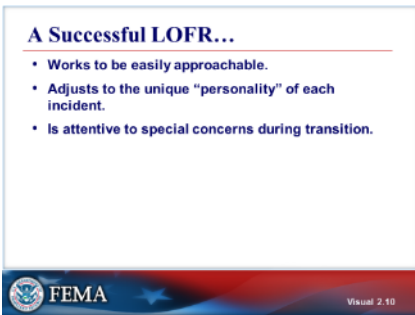 A Successful LOFR…
• Works to be easily approachable.
• Adjusts to the unique “personality” of each
incident.
• Is attentive to special concerns during transition.
FEMA
Visual 2.10